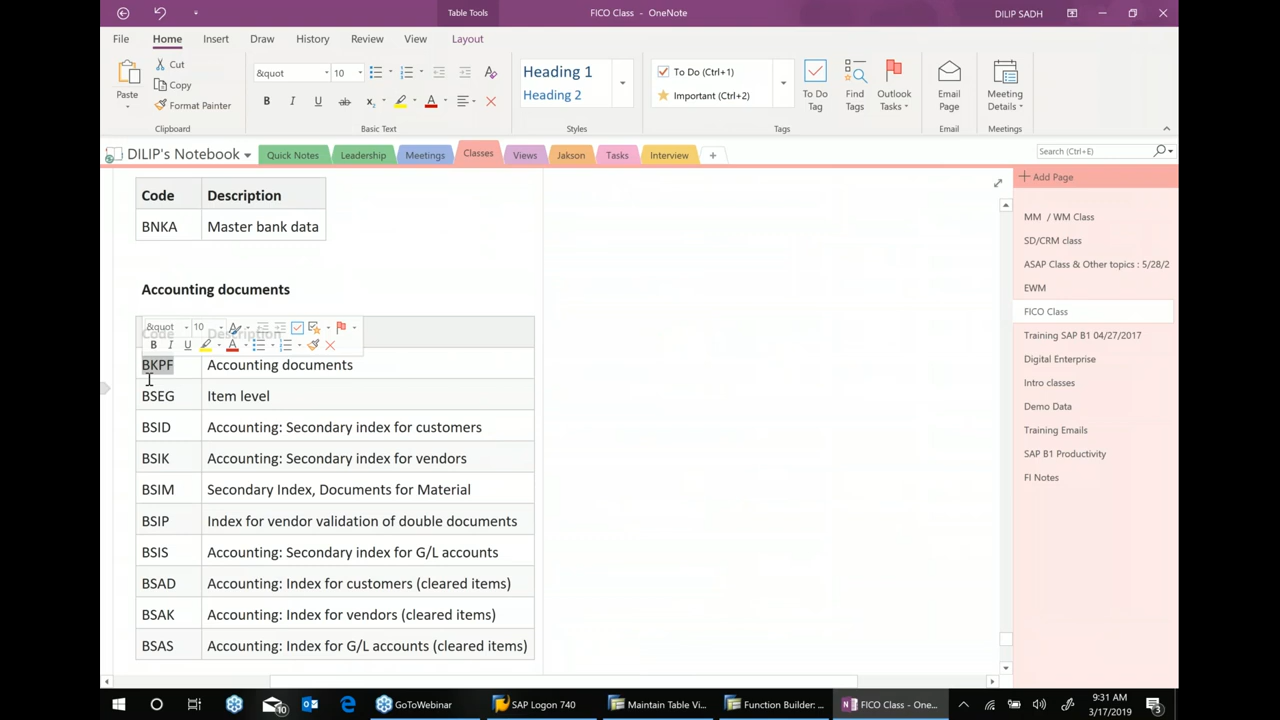 Table Tools
FICO Class - OneNote
DILIP SADH
File Home Insert Draw History Review View Layout
Paste
Cut
Copy
Format Painter
Clipboard
&quot 10
B I U ab x₂ A
Basic Text
Heading 1
Heading 2
Styles
To Do (Ctrl+1)
Important (Ctrl+2)
To Do Tag
Find Tags
Outlook Tasks
Tags
Email Page
Email
Meeting Details
Meetings
DILIP's Notebook
Quick Notes Leadership Meetings Classes Views Jakson Tasks Interview
Search (Ctrl+E)
Code Description
BNKA Master bank data
Accounting documents
&quot 10
B I U A
Code Description
BKPF Accounting documents
BSEG Item level
BSID Accounting: Secondary index for customers
BSIK Accounting: Secondary index for vendors
BSIM Secondary Index, Documents for Material
BSIP Index for vendor validation of double documents
BSIS Accounting: Secondary index for G/L accounts
BSAD Accounting: Index for customers (cleared items)
BSAK Accounting: Index for vendors (cleared items)
BSAS Accounting: Index for G/L accounts (cleared items)
Add Page
MM / WM Class
SD/CRM class
ASAP Class & Other topics : 5/28/2
EWM
FICO Class
Training SAP B1 04/27/2017
Digital Enterprise
Intro classes
Demo Data
Training Emails
SAP B1 Productivity
FI Notes
10
GoToWebinar
SAP Logon 740
Maintain Table Vi...
Function Builder: ...
FICO Class - One...
9:31 AM
3/17/2019
3